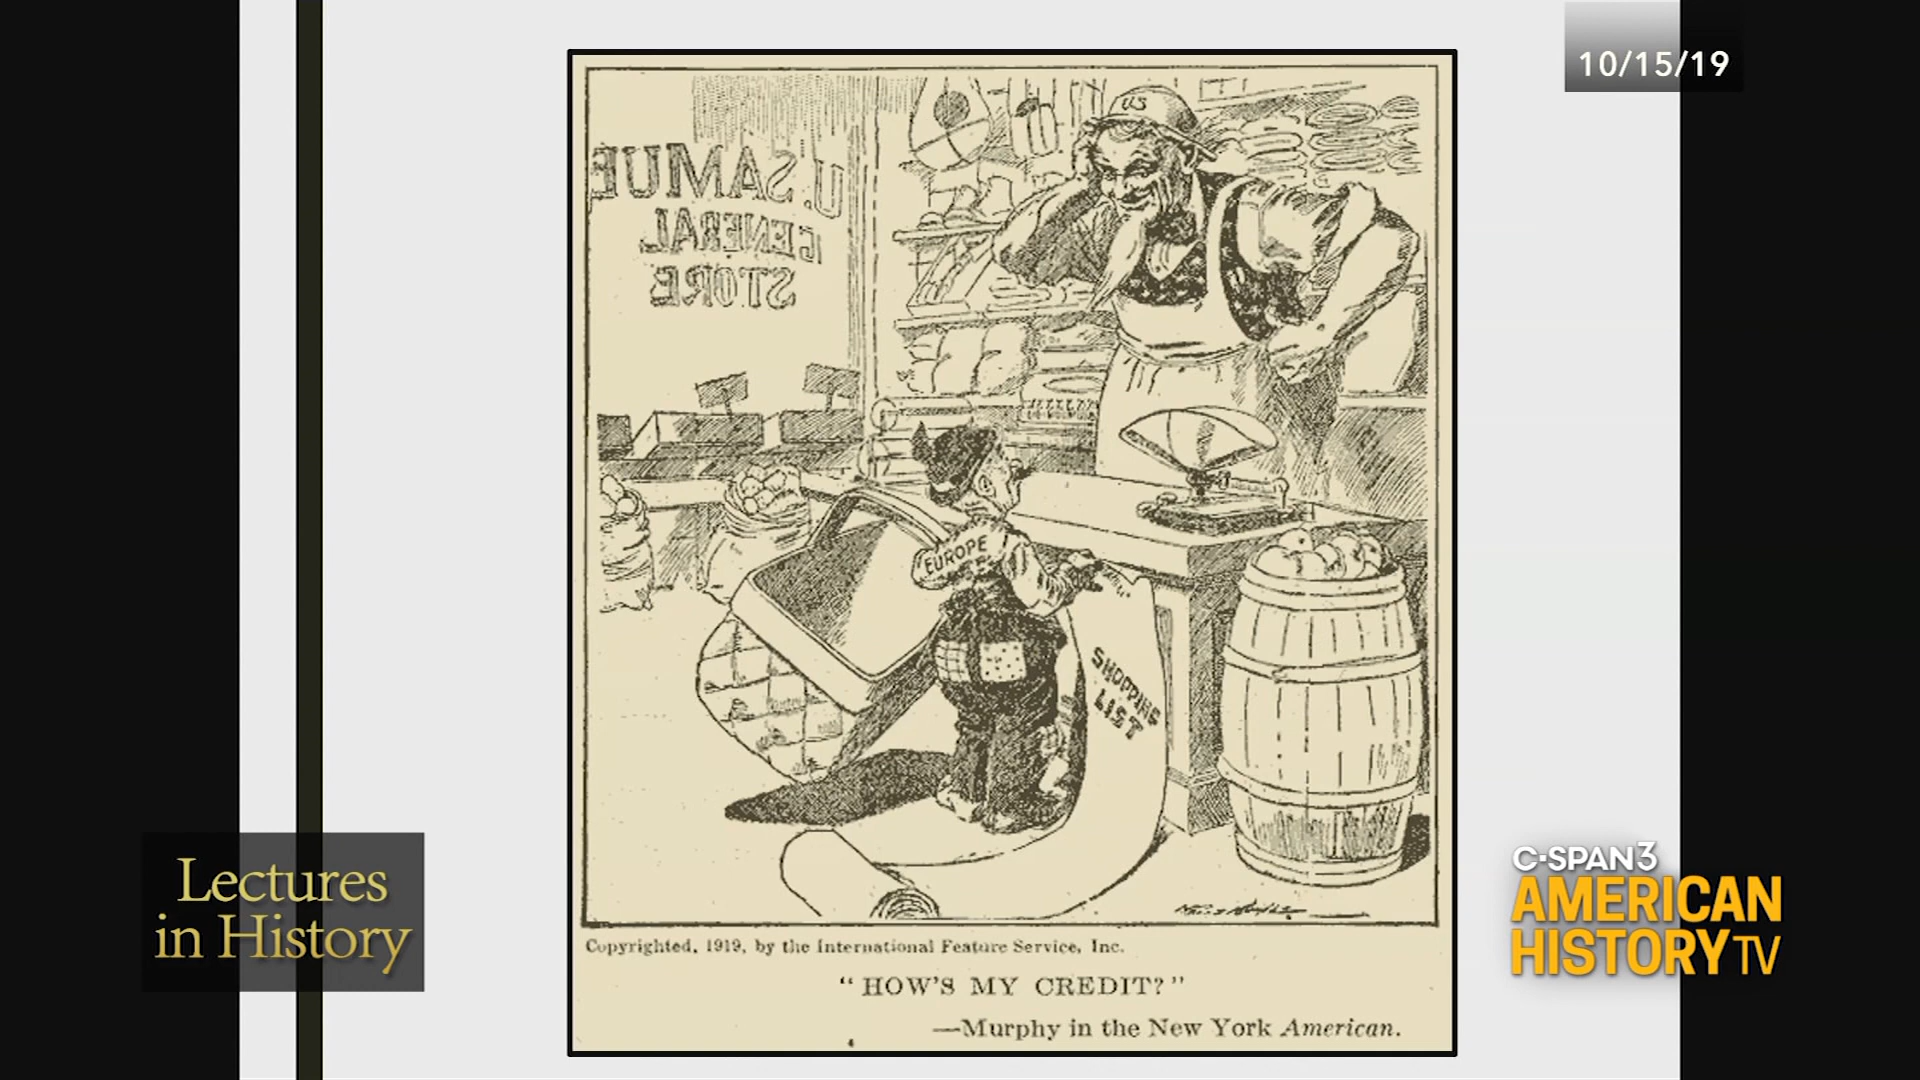 10/15/19
US
U. SAMUE
GENERAL
STORE
EUROPE
SHOPPING
LIST
Copyrighted, 1919, by the International Feature Service, Inc.
"HOW'S MY CREDIT?"
—Murphy in the New York American.
Lectures
in History
C-SPAN3
AMERICAN
HISTORY TV